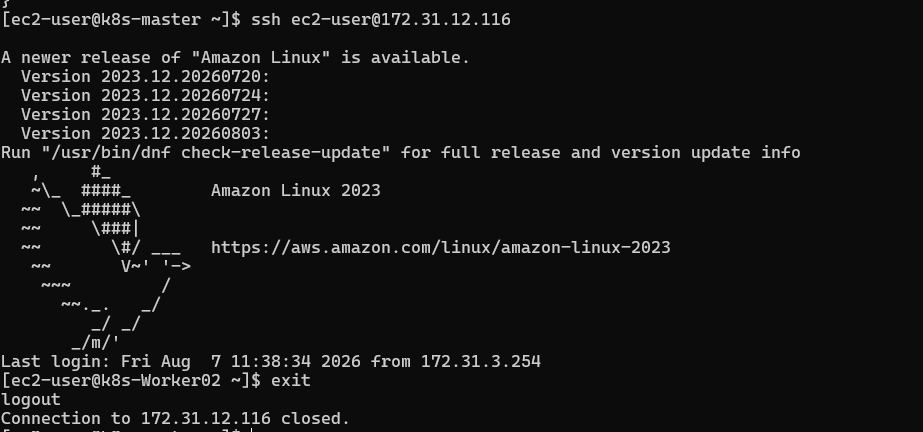 }
[ec2-user@k8s-master ~]$ ssh ec2-user@172.31.12.116

A newer release of "Amazon Linux" is available.
  Version 2023.12.20260720:
  Version 2023.12.20260724:
  Version 2023.12.20260727:
  Version 2023.12.20260803:
Run "/usr/bin/dnf check-release-update" for full release and version update info
   ,     #_
   ~\_  ####_        Amazon Linux 2023
  ~~  \_#####\
  ~~     \###|
  ~~       \#/ ___   https://aws.amazon.com/linux/amazon-linux-2023
   ~~       V~' '->
    ~~~         /
      ~~._.   _/
         _/ _/
       _/m/'
Last login: Fri Aug  7 11:38:34 2026 from 172.31.3.254
[ec2-user@k8s-Worker02 ~]$ exit
logout
Connection to 172.31.12.116 closed.